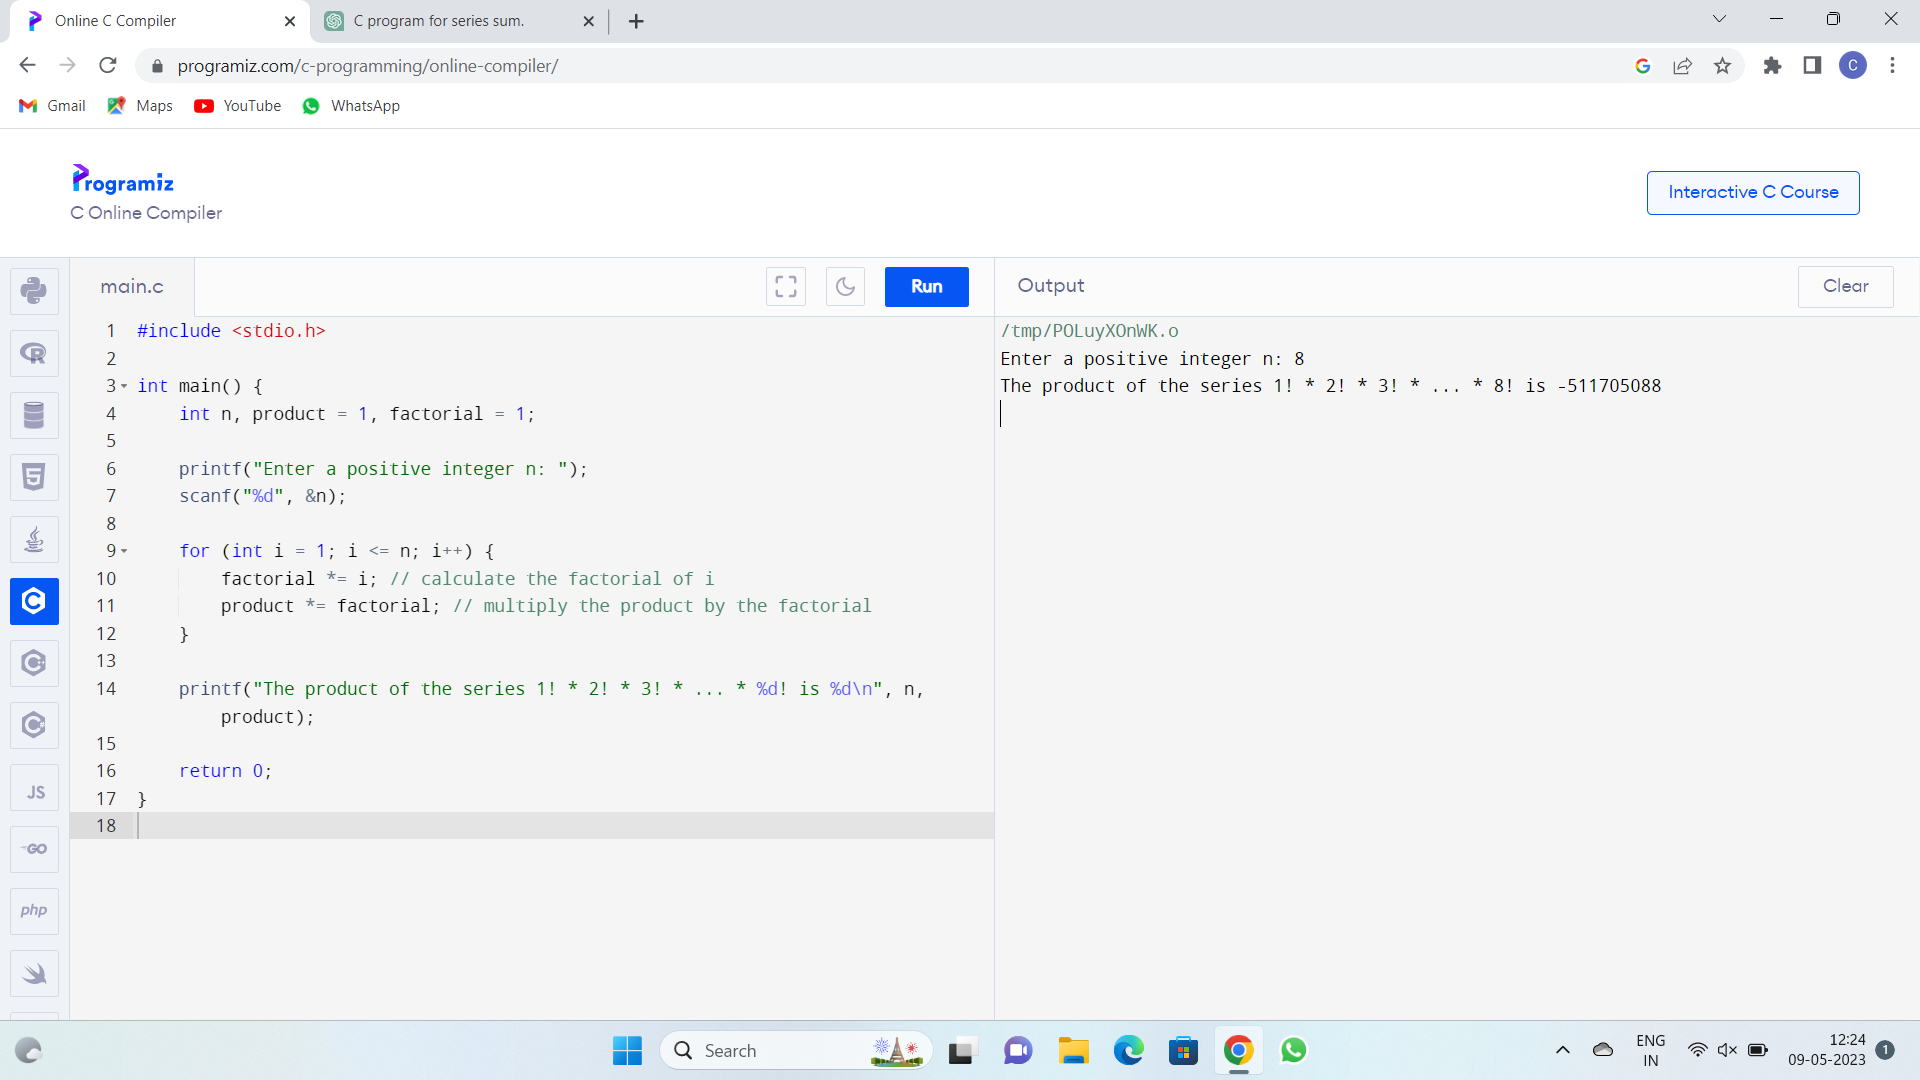 Online C Compiler
C program for series sum.
programiz.com/c-programming/online-compiler/
C
Gmail
Maps
YouTube
WhatsApp
Programiz
C Online Compiler
Interactive C Course
main.c
Run
Output
Clear
1 #include <stdio.h>
2
3 int main() {
4     int n, product = 1, factorial = 1;
5
6     printf("Enter a positive integer n: ");
7     scanf("%d", &n);
8
9     for (int i = 1; i <= n; i++) {
10         factorial *= i; // calculate the factorial of i
11         product *= factorial; // multiply the product by the factorial
12     }
13
14     printf("The product of the series 1! * 2! * 3! * ... * %d! is %d\n", n,
        product);
15
16     return 0;
17 }
18
/tmp/POLuyXOnWK.o
Enter a positive integer n: 8
The product of the series 1! * 2! * 3! * ... * 8! is -511705088
R
5
C
C
C
JS
GO
php
Search
ENG
IN
12:24
09-05-2023
1